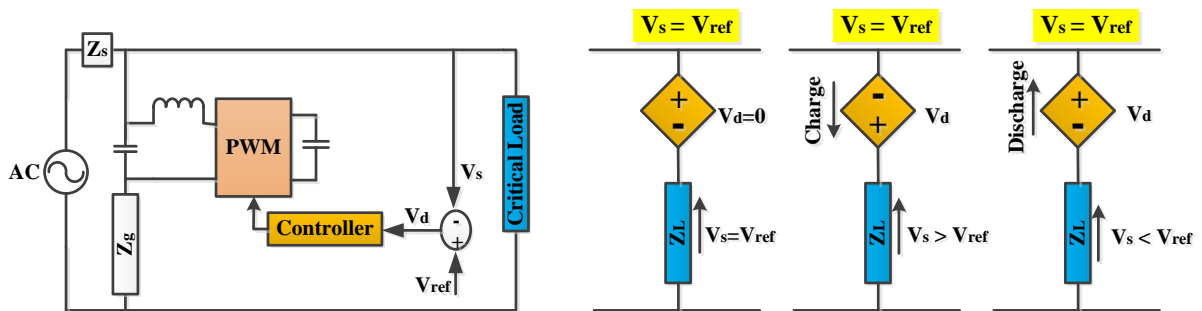 Zs
AC
PWM
Zg
Controller
Vd
Vs
-
+
Vref
Critical Load
Vs = Vref
+
-
Vd=0
ZL
Vs=Vref
Vs = Vref
Charge
-
+
Vd
ZL
Vs > Vref
Vs = Vref
Discharge
+
-
Vd
ZL
Vs < Vref